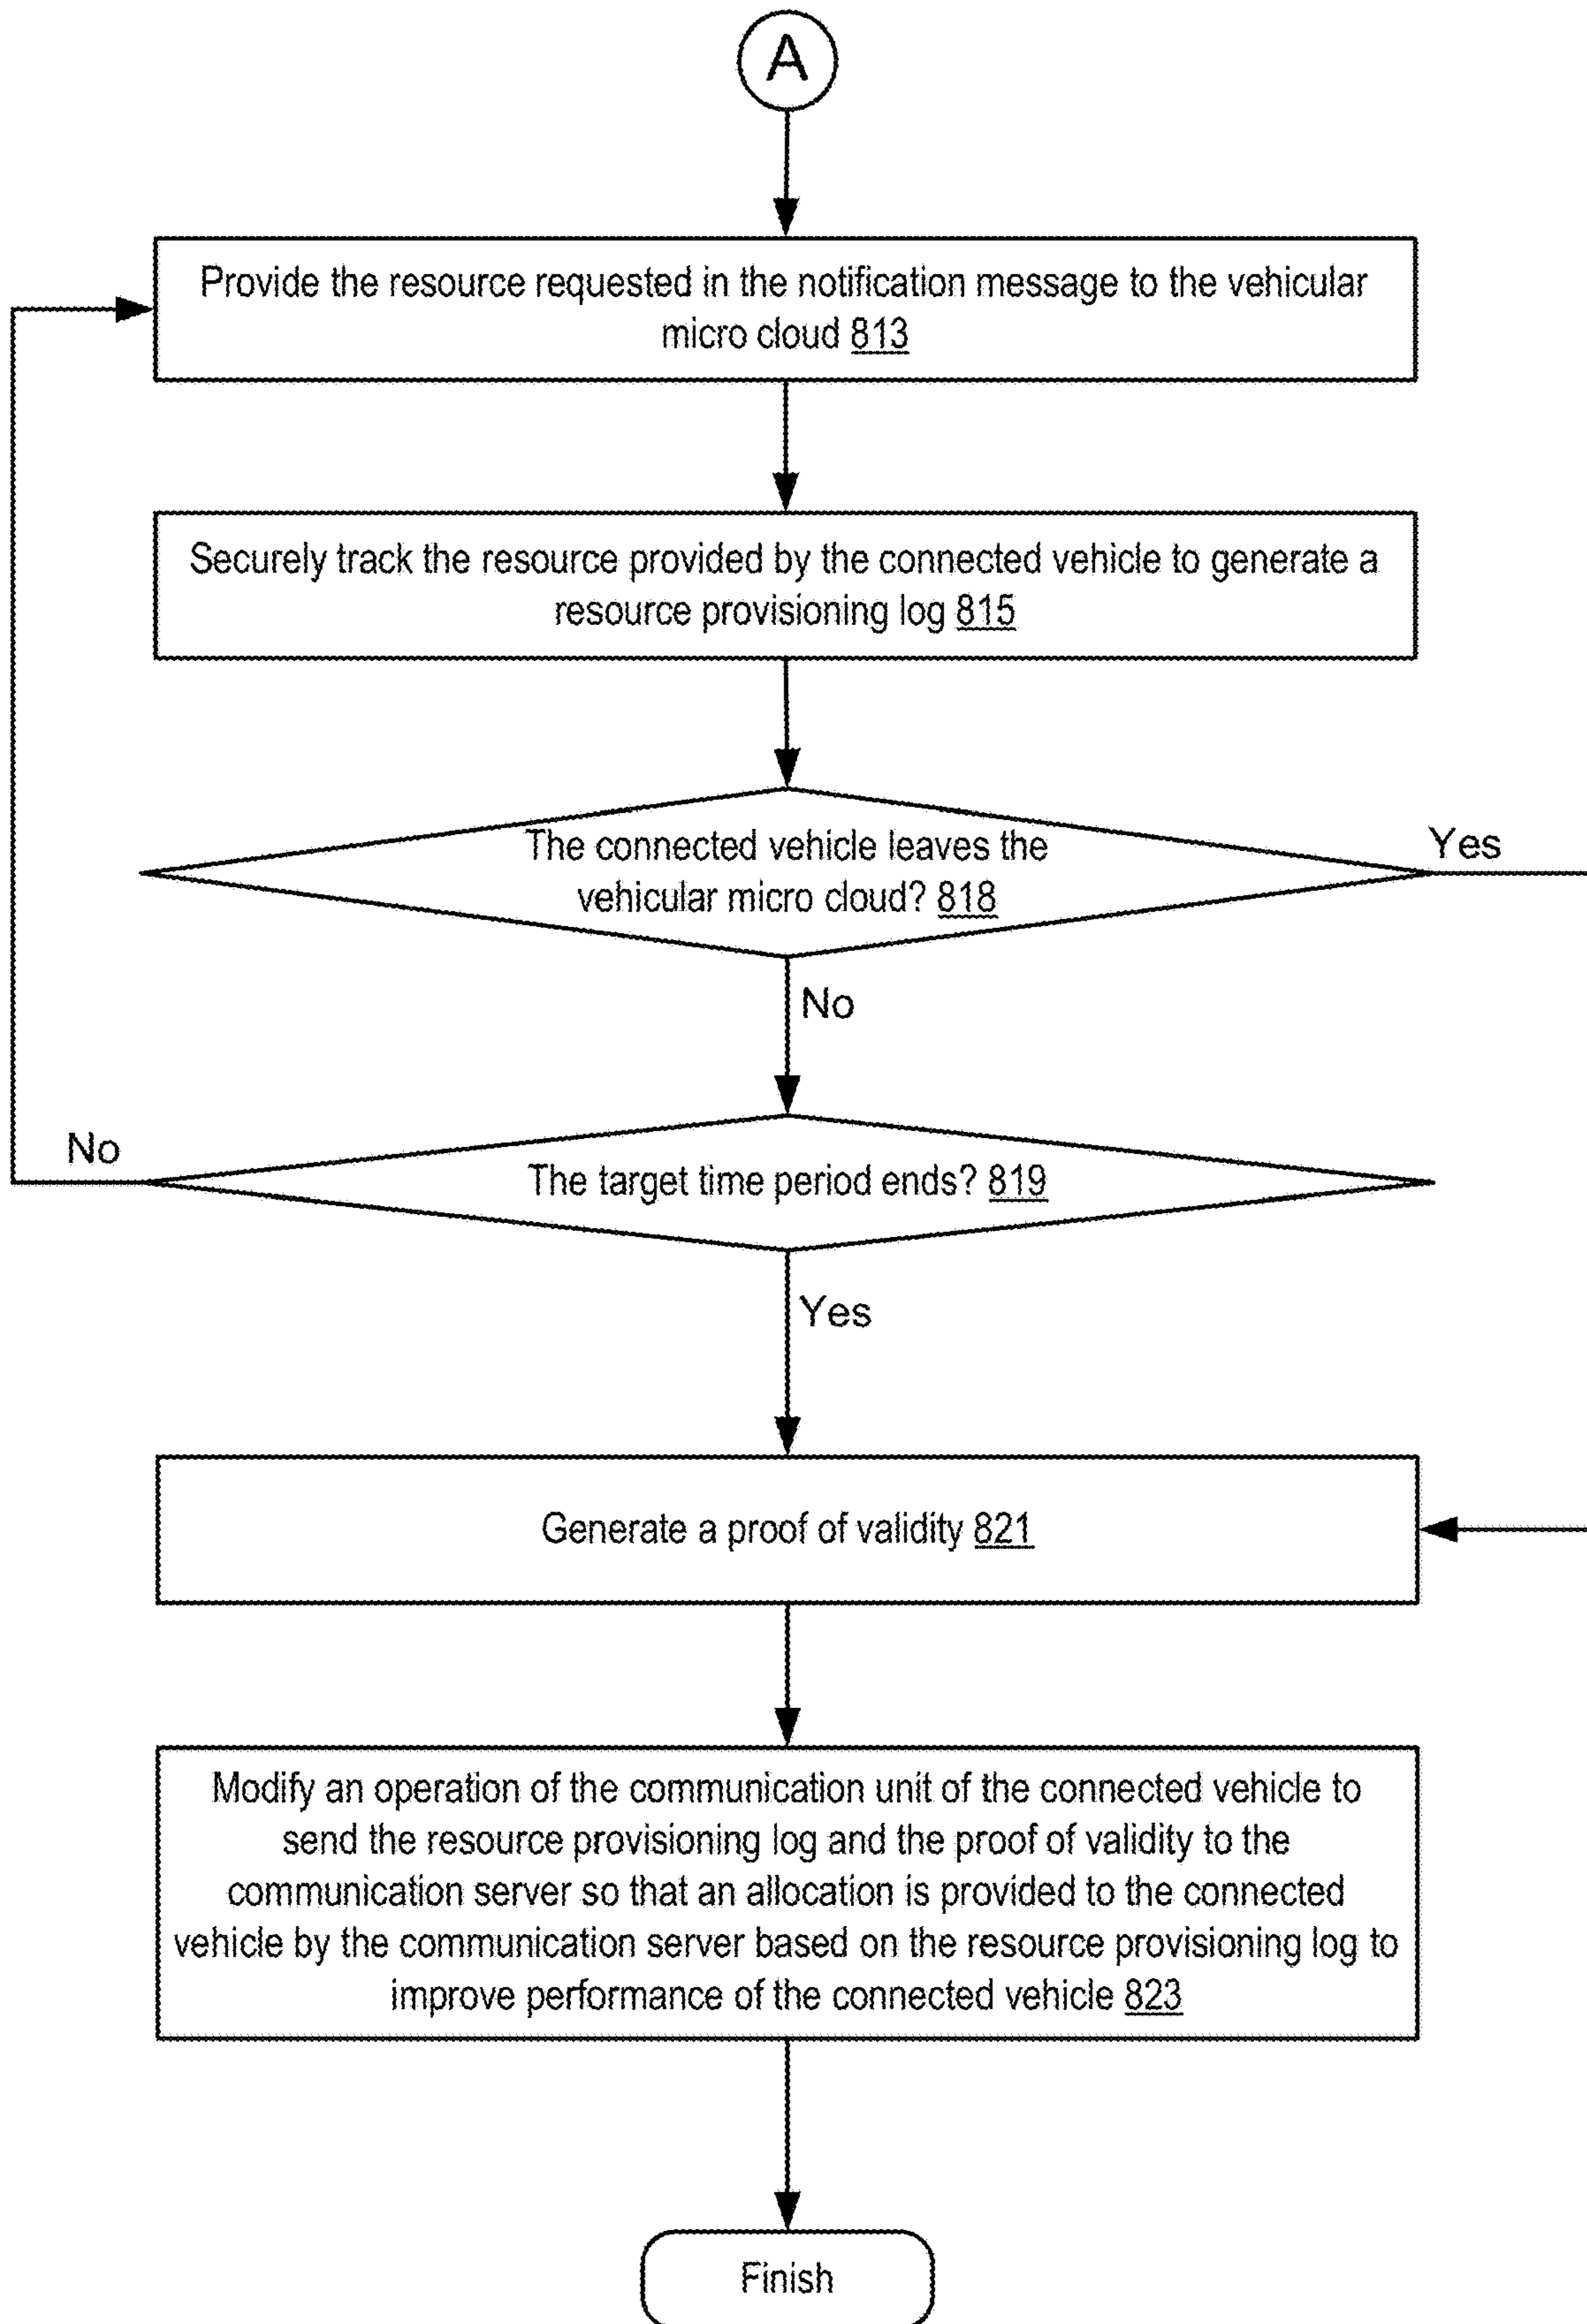 A
Provide the resource requested in the notification message to the vehicular
micro cloud 813
Securely track the resource provided by the connected vehicle to generate a
resource provisioning log 815
The connected vehicle leaves the
vehicular micro cloud? 818
Yes
No
The target time period ends? 819
No
Yes
Generate a proof of validity 821
Modify an operation of the communication unit of the connected vehicle to
send the resource provisioning log and the proof of validity to the
communication server so that an allocation is provided to the connected
vehicle by the communication server based on the resource provisioning log to
improve performance of the connected vehicle 823
Finish